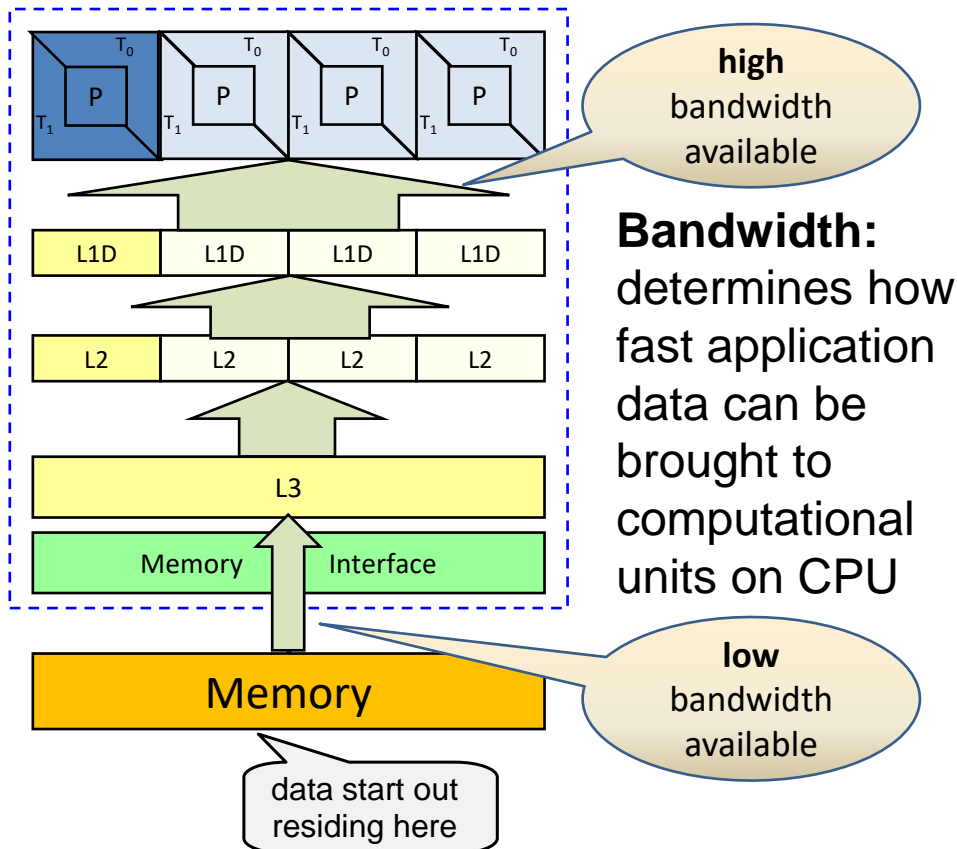 T0 T0 T0 T0
P P P P
T1 T1 T1 T1
high
bandwidth
available
L1D L1D L1D L1D
L2 L2 L2 L2
L3
Memory Interface
Memory
data start out
residing here
Bandwidth:
determines how
fast application
data can be
brought to
computational
units on CPU
low
bandwidth
available